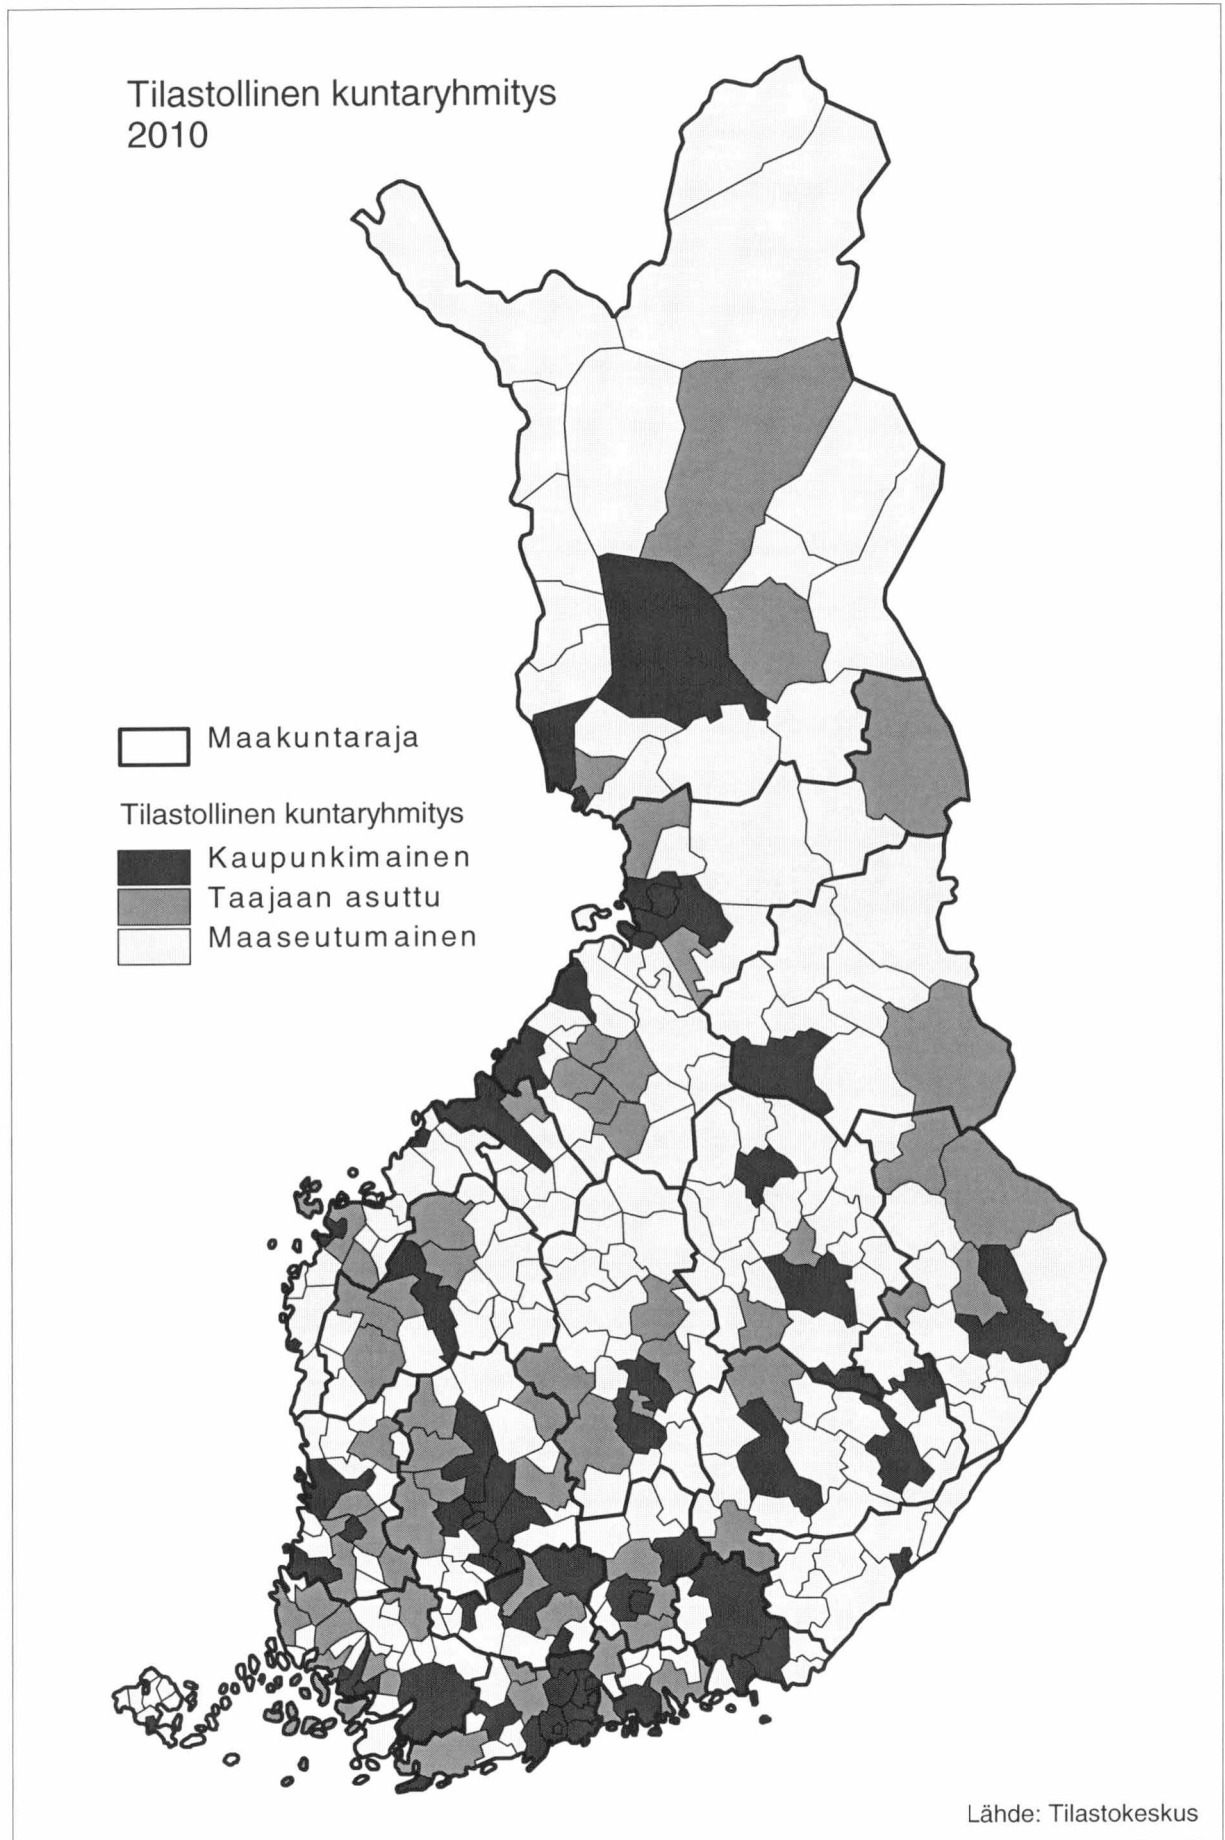 Tilastollinen kuntaryhmitys
2010
Maakuntaraja
Tilastollinen kuntaryhmitys
Kaupunkimainen
Taajaan asuttu
Maaseutumainen
Lähde: Tilastokeskus